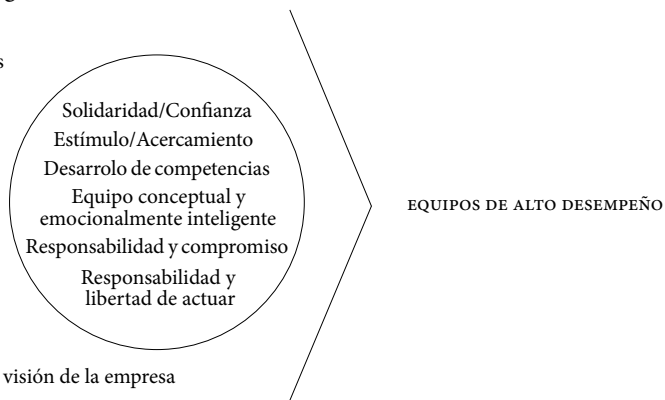 Solidaridad/Confianza
Estímulo/Acercamiento
Desarrolo de competencias
Equipo conceptual y
emocionalmente inteligente
Responsabilidad y compromiso
Responsabilidad y
libertad de actuar
EQUIPOS DE ALTO DESEMPEÑO
visión de la empresa